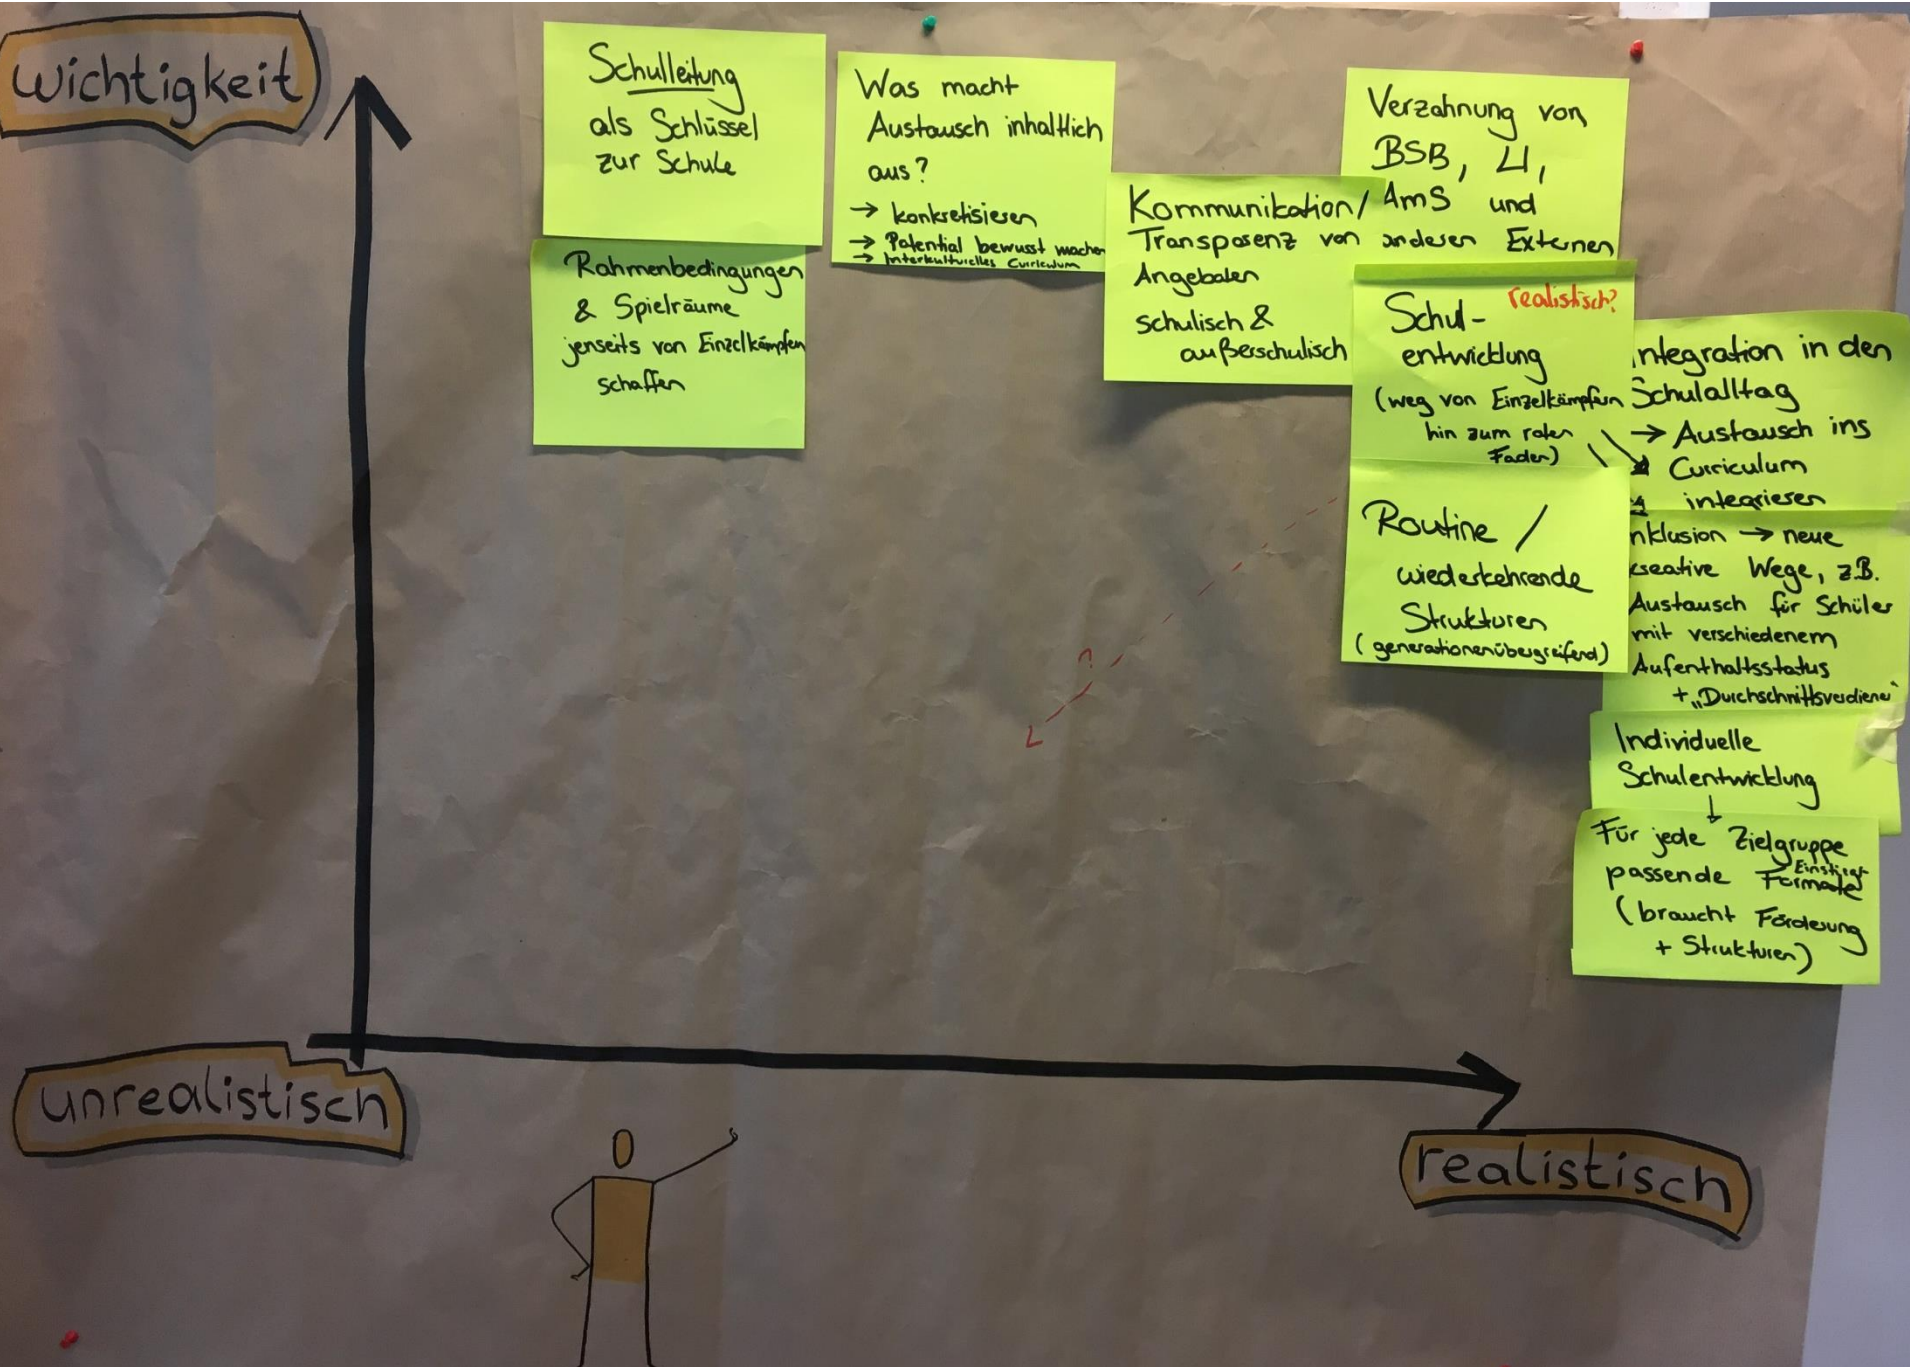 Wichtigkeit
Schulleitung
als Schlüssel
zur Schule
Rahmenbedingungen
& Spielräume
jenseits von Einzelkämpfern
schaffen
Was macht
Austausch inhaltlich
aus?
→ konkretisieren
→ Potential bewusst machen
→ Interkulturelles Curriculum
Kommunikation/
Transparenz von
Angeboten
schulisch &
außerschulisch
Verzahnung von
BSB, LI,
AmS und
anderen Externen
realistisch?
Schul-
entwicklung
(weg von Einzelkämpfern
hin zum roten
Faden)
Routine /
wiederkehrende
Strukturen
(generationenübergreifend)
?
ntegration in den
Schulalltag
→ Austausch ins
Curriculum
integrieren
nklusion → neue
kreative Wege, z.B.
Austausch für Schüler
mit verschiedenem
Aufenthaltsstatus
+ „Durchschnittsverdiener"
Individuelle
Schulentwicklung
↓
Für jede Zielgruppe
Einstiegs-
passende Formate
(braucht Förderung
+ Strukturen)
unrealistisch
realistisch